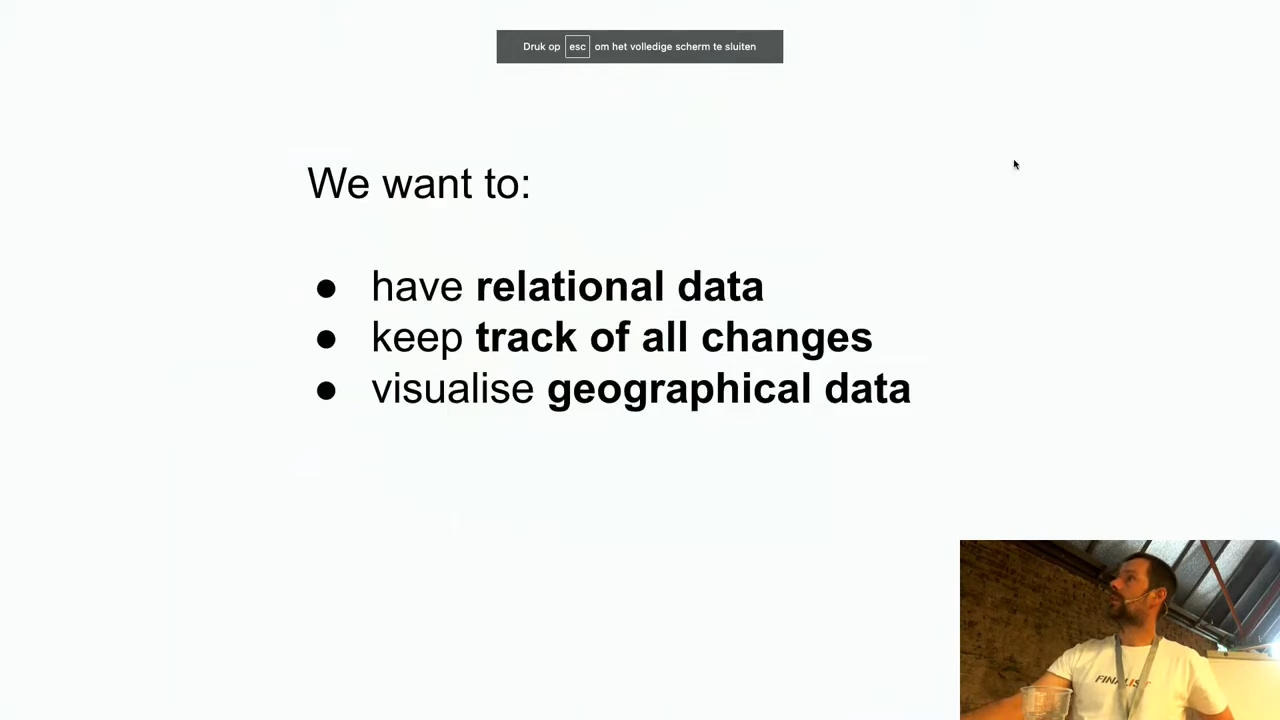 Druk op esc om het volledige scherm te sluiten
We want to:
● have relational data
● keep track of all changes
● visualise geographical data
FINALIST